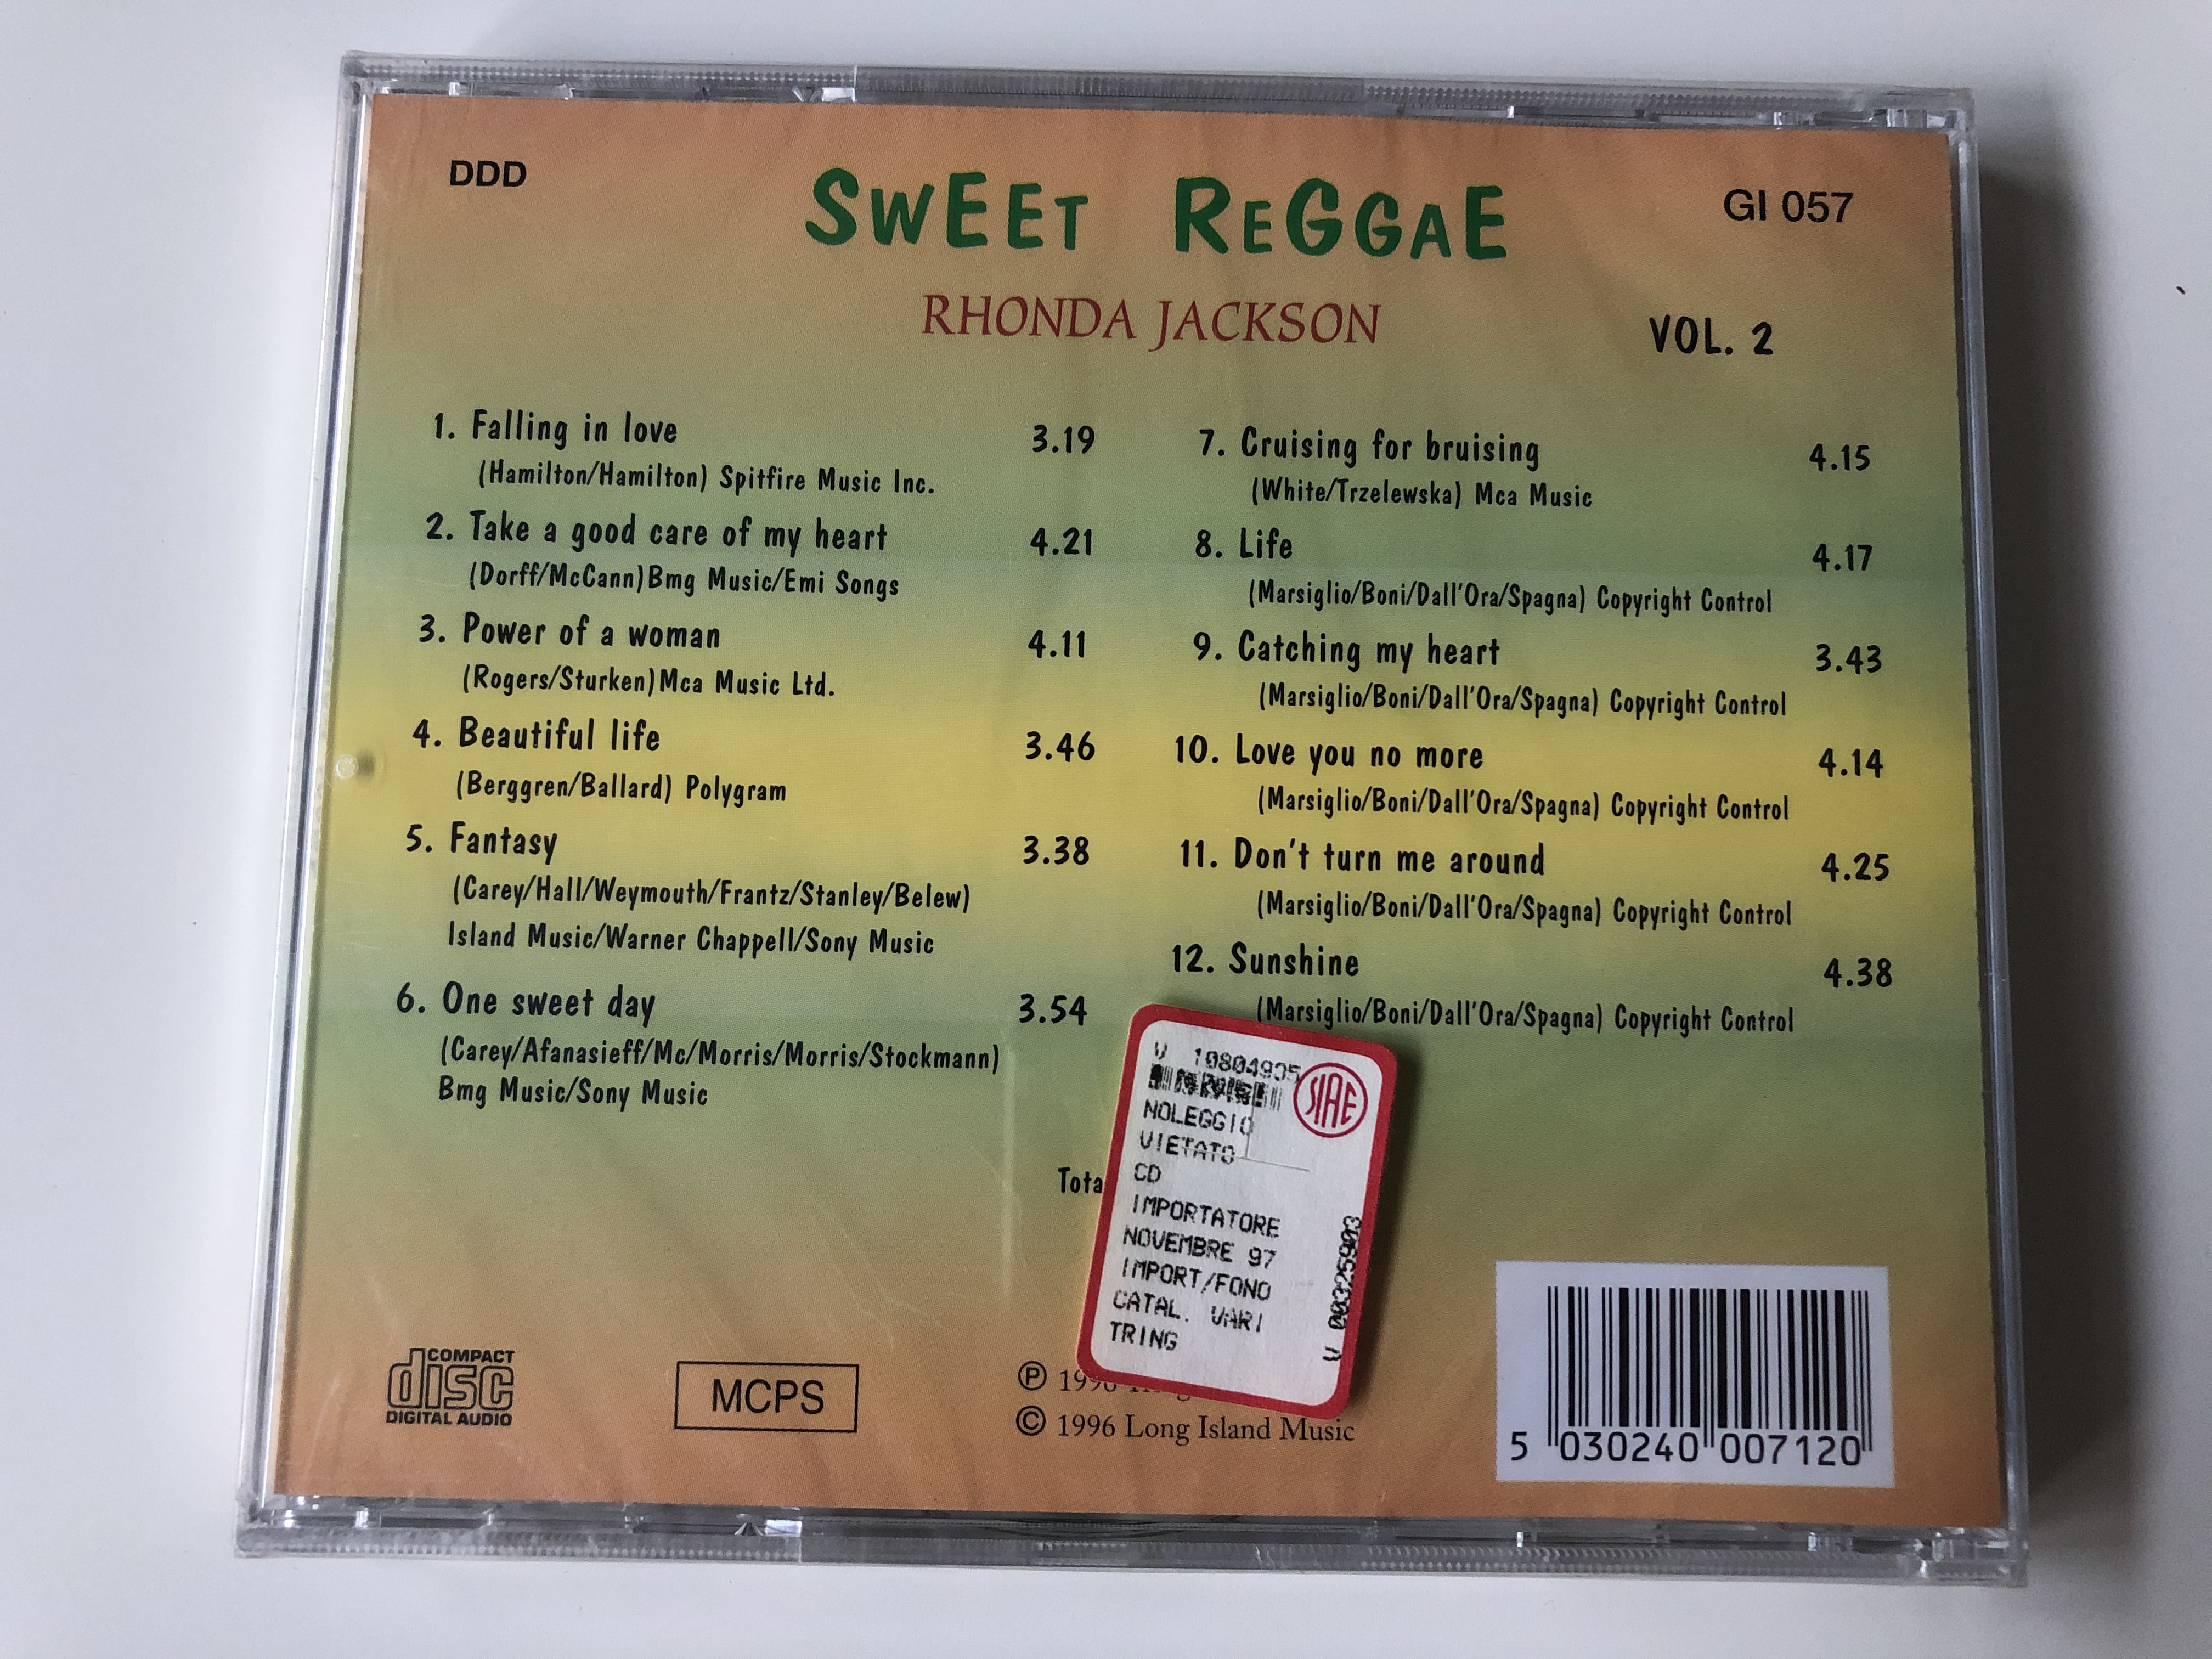 DDD
SWEET REGGAE
GI 057
RHONDA JACKSON
VOL. 2
1. Falling in love 3.19
(Hamilton/Hamilton) Spitfire Music Inc.
2. Take a good care of my heart 4.21
(Dorff/McCann)Bmg Music/Emi Songs
3. Power of a woman 4.11
(Rogers/Sturken)Mca Music Ltd.
4. Beautiful life 3.46
(Berggren/Ballard) Polygram
5. Fantasy 3.38
(Carey/Hall/Weymouth/Frantz/Stanley/Belew)
Island Music/Warner Chappell/Sony Music
6. One sweet day 3.54
(Carey/Afanasieff/Mc/Morris/Morris/Stockmann)
Bmg Music/Sony Music
7. Cruising for bruising 4.15
(White/Trzelewska) Mca Music
8. Life 4.17
(Marsiglio/Boni/Dall'Ora/Spagna) Copyright Control
9. Catching my heart 3.43
(Marsiglio/Boni/Dall'Ora/Spagna) Copyright Control
10. Love you no more 4.14
(Marsiglio/Boni/Dall'Ora/Spagna) Copyright Control
11. Don't turn me around 4.25
(Marsiglio/Boni/Dall'Ora/Spagna) Copyright Control
12. Sunshine 4.38
(Marsiglio/Boni/Dall'Ora/Spagna) Copyright Control
Tota
V
SIAE
NOLEGGIO
VIETATO
CD
IMPORTATORE
NOVEMBRE 97
IMPORT/FONO
CATAL. VARI
TRING
V 00325903
COMPACT
disc
DIGITAL AUDIO
MCPS
℗
© 1996 Long Island Music
5 030240 007120